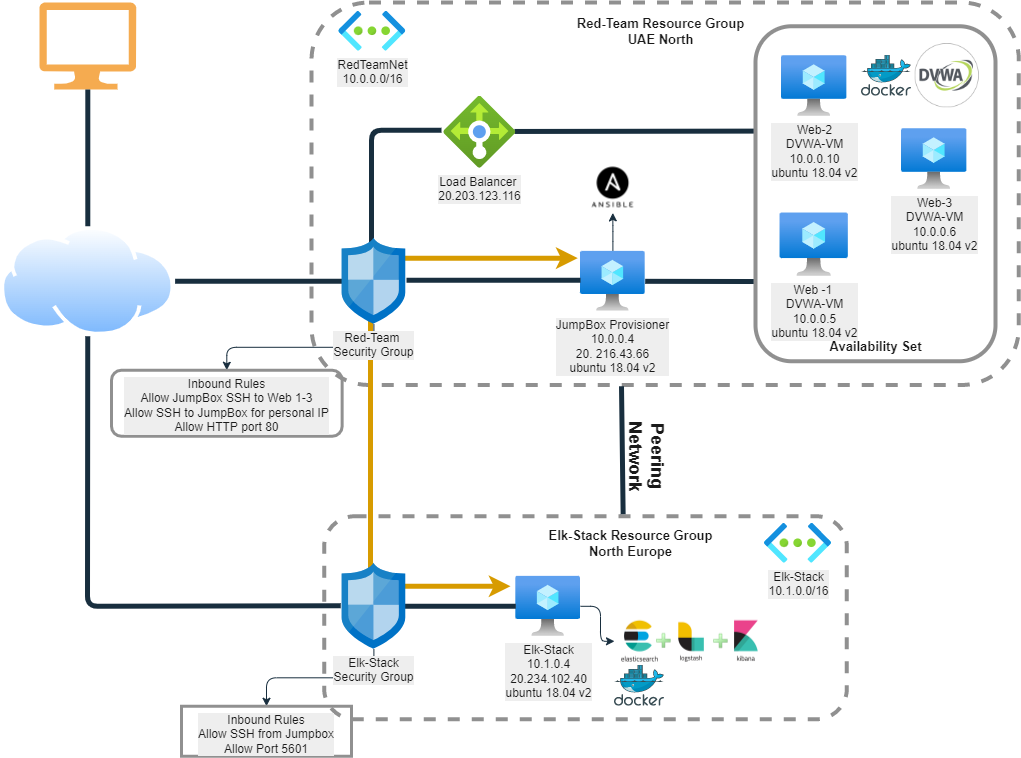 Red-Team Resource Group
UAE North
RedTeamNet
10.0.0.0/16
docker
DVWA
Web-2
DVWA-VM
10.0.0.10
ubuntu 18.04 v2
Load Balancer
20.203.123.116
ANSIBLE
Web-3
DVWA-VM
10.0.0.6
ubuntu 18.04 v2
Web -1
DVWA-VM
10.0.0.5
ubuntu 18.04 v2
Availability Set
JumpBox Provisioner
10.0.0.4
20. 216.43.66
ubuntu 18.04 v2
Red-Team
Security Group
Inbound Rules
Allow JumpBox SSH to Web 1-3
Allow SSH to JumpBox for personal IP
Allow HTTP port 80
Peering
Network
Elk-Stack Resource Group
North Europe
Elk-Stack
10.1.0.0/16
Elk-Stack
10.1.0.4
20.234.102.40
ubuntu 18.04 v2
elasticsearch
logstash
kibana
docker
Elk-Stack
Security Group
Inbound Rules
Allow SSH from Jumpbox
Allow Port 5601